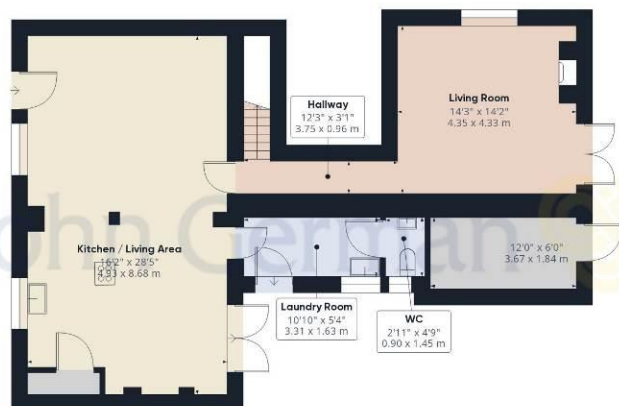 Hallway
12'3" x 3'1"
3.75 x 0.96 m
Living Room
14'3" x 14'2"
4.35 x 4.33 m
John German
Kitchen / Living Area
16'2" x 28'5"
4.93 x 8.68 m
12'0" x 6'0"
3.67 x 1.84 m
Laundry Room
10'10" x 5'4"
3.31 x 1.63 m
WC
2'11" x 4'9"
0.90 x 1.45 m